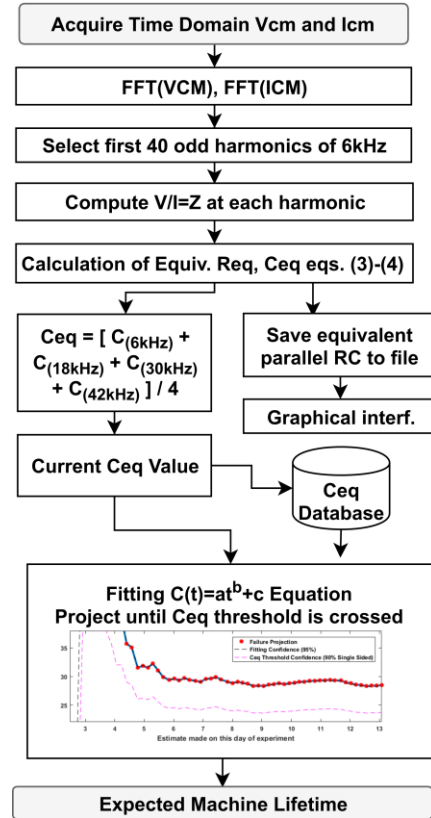 Acquire Time Domain Vcm and Icm
FFT(VCM), FFT(ICM)
Select first 40 odd harmonics of 6kHz
Compute V/I=Z at each harmonic
Calculation of Equiv. Req, Ceq eqs. (3)-(4)
Ceq = [ C(6kHz) +
C(18kHz) + C(30kHz)
+ C(42kHz) ] / 4
Save equivalent
parallel RC to file
Graphical interf.
Current Ceq Value
Ceq
Database
Fitting C(t)=at^b+c Equation
Project until Ceq threshold is crossed
Failure Projection
Fitting Confidence (95%)
Ceq Threshold Confidence (90% Single Sided)
35
30
25
3 4 5 6 7 8 9 10 11 12 13
Estimate made on this day of experiment
Expected Machine Lifetime